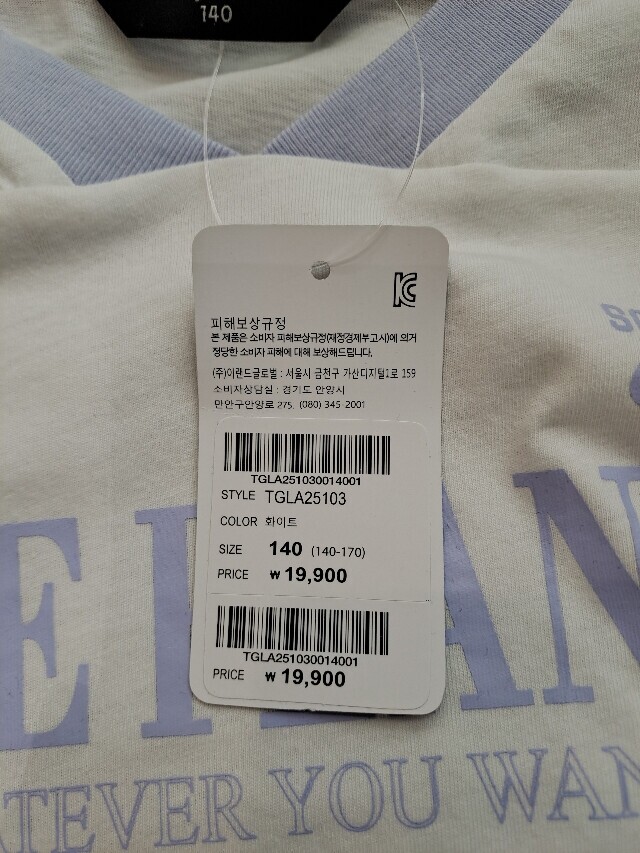 140
KC
피해보상규정
본 제품은 소비자 피해보상규정(재정경제부고시)에 의거
정당한 소비자 피해에 대해 보상해드립니다.
(주)이랜드글로벌 : 서울시 금천구 가산디지털1로 159
소비자상담실 : 경기도 안양시
만안구안양로 275, (080) 345-2001
TGLA251030014001
STYLE TGLA25103
COLOR 화이트
SIZE 140 (140-170)
PRICE ₩ 19,900
TGLA251030014001
PRICE ₩ 19,900
ATEVER YOU WAN